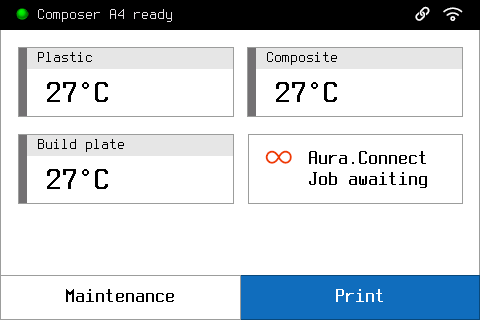 Composer A4 ready
Plastic
27°C
Composite
27°C
Build plate
27°C
Aura.Connect
Job awaiting
Maintenance
Print